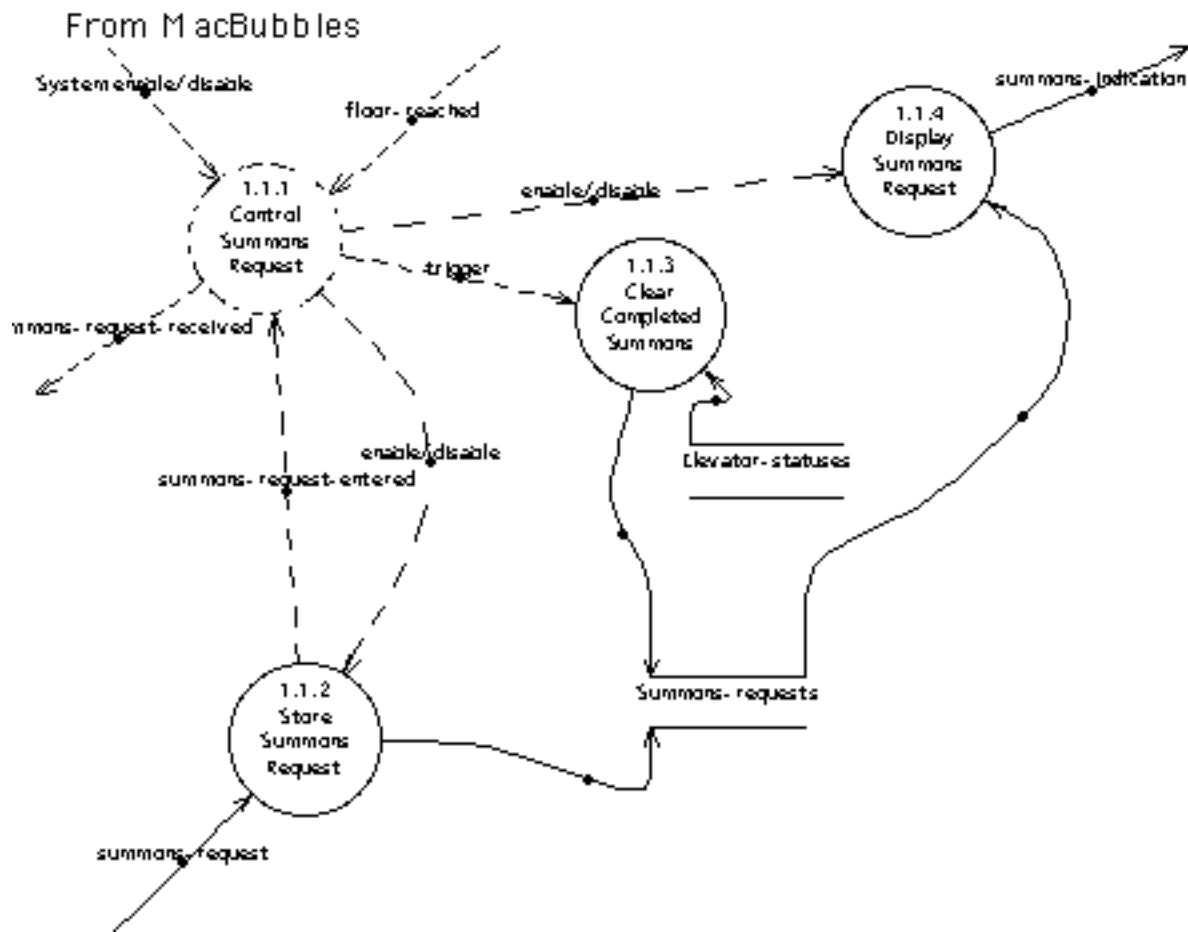 From MacBubbles
System enable/disable
floor-reached
summons-indication
1.1.4
Display
Summons
Request
1.1.1
Control
Summons
Request
enable/disable
trigger
1.1.3
Clear
Completed
Summons
mmons-request-received
enable/disable
summons-request-entered
Elevator-statuses
Summons-requests
1.1.2
Store
Summons
Request
summons-request